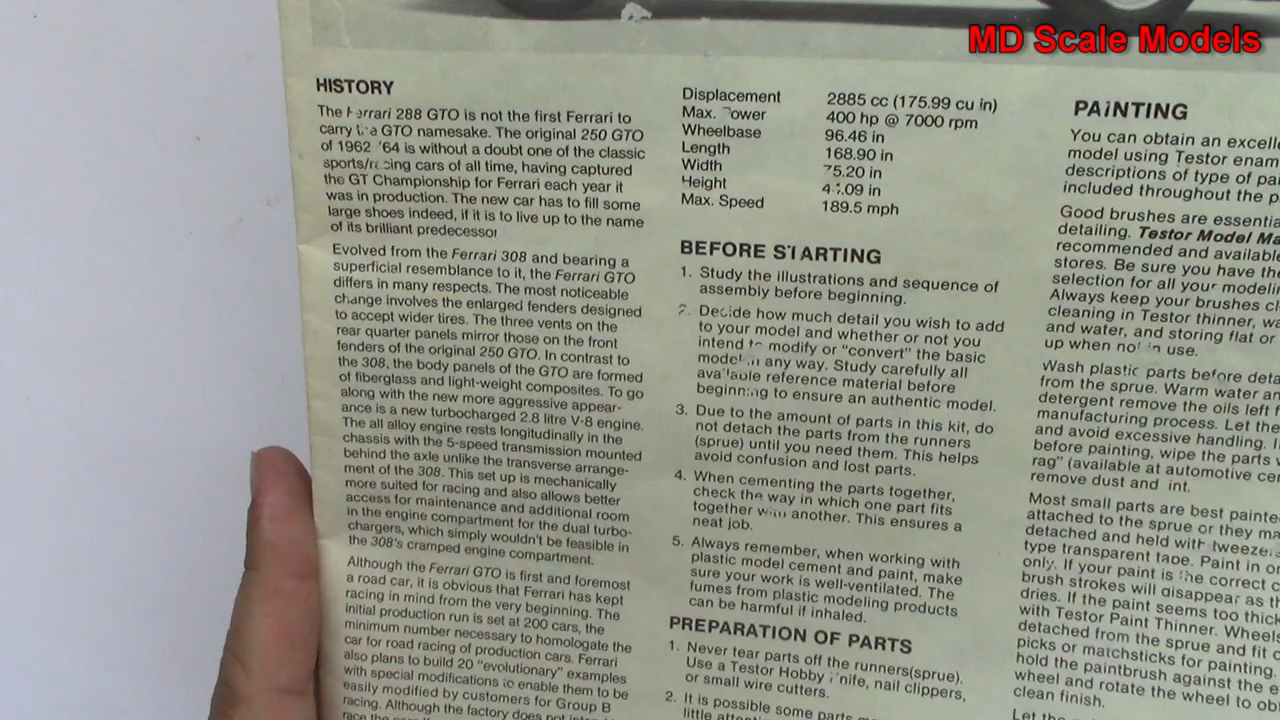 MD Scale Models
HISTORY
The Ferrari 288 GTO is not the first Ferrari to
carry the GTO namesake. The original 250 GTO
of 1962 '64 is without a doubt one of the classic
sports/racing cars of all time, having captured
the GT Championship for Ferrari each year it
was in production. The new car has to fill some
large shoes indeed, if it is to live up to the name
of its brilliant predecessor
Evolved from the Ferrari 308 and bearing a
superficial resemblance to it, the Ferrari GTO
differs in many respects. The most noticeable
change involves the enlarged fenders designed
to accept wider tires. The three vents on the
rear quarter panels mirror those on the front
fenders of the original 250 GTO. In contrast to
the 308, the body panels of the GTO are formed
of fiberglass and light-weight composites. To go
along with the new more aggressive appear-
ance is a new turbocharged 2.8 litre V-8 engine.
The all alloy engine rests longitudinally in the
chassis with the 5-speed transmission mounted
behind the axle unlike the transverse arrange-
ment of the 308. This set up is mechanically
more suited for racing and also allows better
access for maintenance and additional room
in the engine compartment for the dual turbo-
chargers, which simply wouldn't be feasible in
the 308's cramped engine compartment.
Although the Ferrari GTO is first and foremost
a road car, it is obvious that Ferrari has kept
racing in mind from the very beginning. The
initial production run is set at 200 cars, the
minimum number necessary to homologate the
car for road racing of production cars. Ferrari
also plans to build 20 "evolutionary" examples
with special modifications to enable them to be
easily modified by customers for Group B
racing. Although the factory does not
Displacement 2885 cc (175.99 cu in)
Max. Power 400 hp @ 7000 rpm
Wheelbase 96.46 in
Length 168.90 in
Width 75.20 in
Height in
Max. Speed 189.5 mph
BEFORE STARTING
1. Study the illustrations and sequence of
assembly before beginning.
2. Decide how much detail you wish to add
to your model and whether or not you
intend to modify or "convert" the basic
model in any way. Study carefully all
available reference material before
beginning to ensure an authentic model.
3. Due to the amount of parts in this kit, do
not detach the parts from the runners
(sprue) until you need them. This helps
avoid confusion and lost parts.
4. When cementing the parts together,
check the way in which one part fits
together with another. This ensures a
neat job.
5. Always remember, when working with
plastic model cement and paint, make
sure your work is well-ventilated. The
fumes from plastic modeling products
can be harmful if inhaled.
PREPARATION OF PARTS
1. Never tear parts off the runners(sprue).
Use a Testor Hobby Knife, nail clippers,
or small wire cutters.
2. It is possible some parts
little
PAINTING
You can obtain an
model using Testor
descriptions of type of
included throughout the
Good brushes are
detailing. Testor Model
recommended and
stores. Be sure you have the
selection for all your
Always keep your brushes
cleaning in Testor thinner,
and water, and storing flat or
up when not in use.
Wash plastic parts before
from the sprue. Warm water
detergent remove the oils left
manufacturing process. Let the
and avoid excessive handling.
before painting, wipe the parts
rag" (available at automotive
remove dust and
Most small parts are best
attached to the sprue or they
detached and held with
type transparent tape. Paint in
only. If your paint is the correct
brush strokes will disappear as
dries. If the paint seems too
with Testor Paint Thinner.
detached from the sprue and fit
picks or matchsticks for painting.
hold the paintbrush against the
wheel and rotate the wheel to
clean finish.
Let the